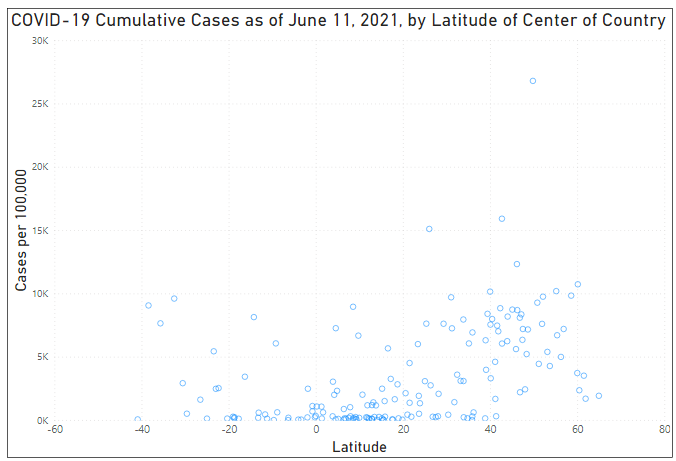 COVID-19 Cumulative Cases as of June 11, 2021, by Latitude of Center of Country
30K
25K
20K
15K
10K
5K
0K
Cases per 100,000
-60
-40
-20
0
20
40
60
80
Latitude